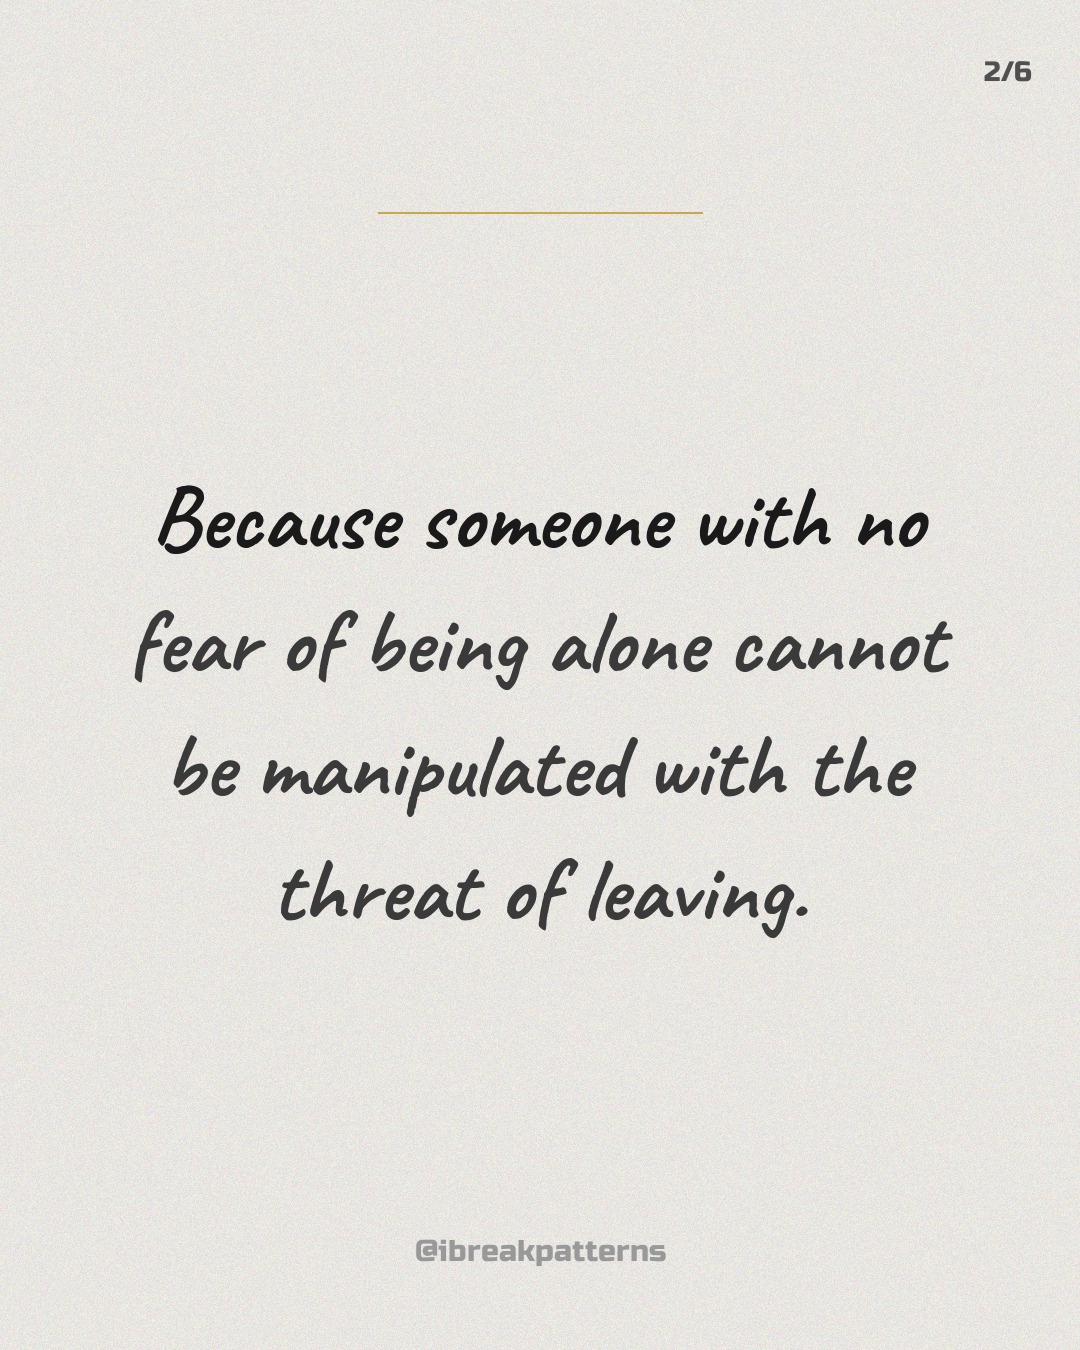 2/6
Because someone with no
fear of being alone cannot
be manipulated with the
threat of leaving.
@ibreakpatterns